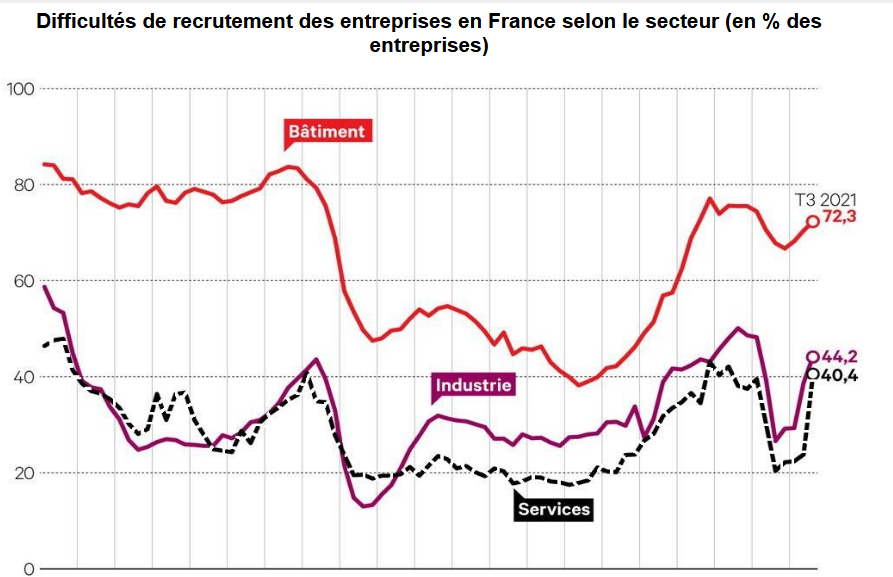 Difficultés de recrutement des entreprises en France selon le secteur (en % des
entreprises)
100
Bâtiment
80
T3 2021
72,3
60
44,2
40
40,4
Industrie
20
Services
0